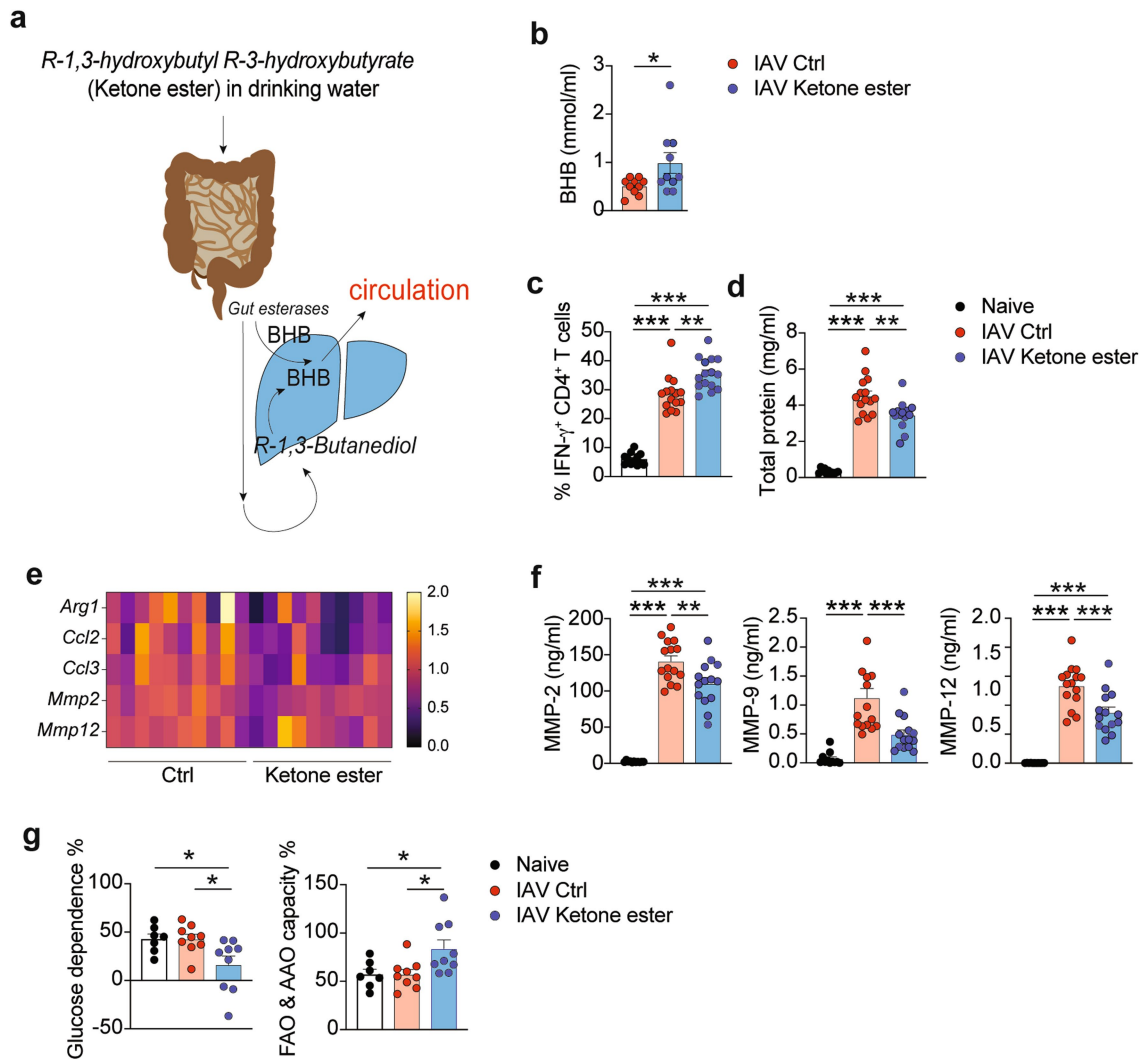 a
R-1,3-hydroxybutyl R-3-hydroxybutyrate
(Ketone ester) in drinking water
Gut esterases
BHB
circulation
BHB
R-1,3-Butanediol
b
BHB (mmol/ml)
3
2
1
0
*
IAV Ctrl
IAV Ketone ester
c
% IFN-γ⁺ CD4⁺ T cells
50
40
30
20
10
0
***
*** **
d
Total protein (mg/ml)
10
8
6
4
2
0
***
*** **
Naive
IAV Ctrl
IAV Ketone ester
e
Arg1
Ccl2
Ccl3
Mmp2
Mmp12
Ctrl
Ketone ester
2.0
1.5
1.0
0.5
0.0
f
MMP-2 (ng/ml)
200
150
100
50
0
***
*** **
MMP-9 (ng/ml)
2.5
2.0
1.5
1.0
0.5
0.0
*** ***
MMP-12 (ng/ml)
2.0
1.5
1.0
0.5
0.0
***
*** ***
g
Glucose dependence %
100
50
0
-50
*
*
FAO & AAO capacity %
150
100
50
0
*
*
Naive
IAV Ctrl
IAV Ketone ester